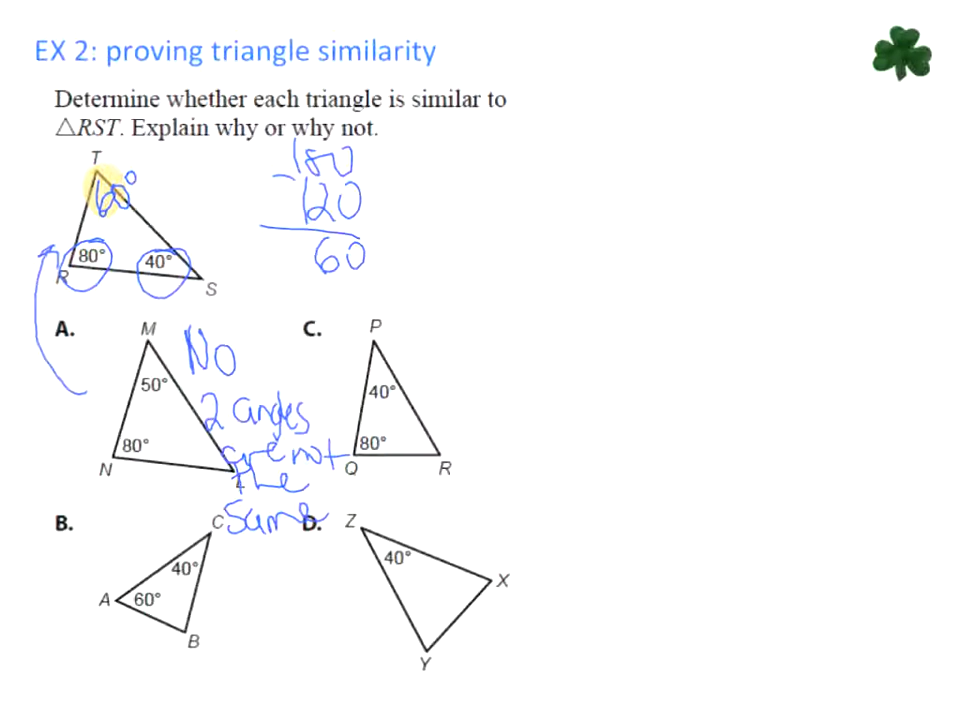 EX 2: proving triangle similarity
Determine whether each triangle is similar to
△RST. Explain why or why not.
T
60°
80°
40°
R
S
-180
120
60
A.
M
50°
80°
N
L
No
2 angles
are not
the
same
C.
P
40°
80°
Q
R
B.
C
40°
A
60°
B
D.
Z
40°
X
Y